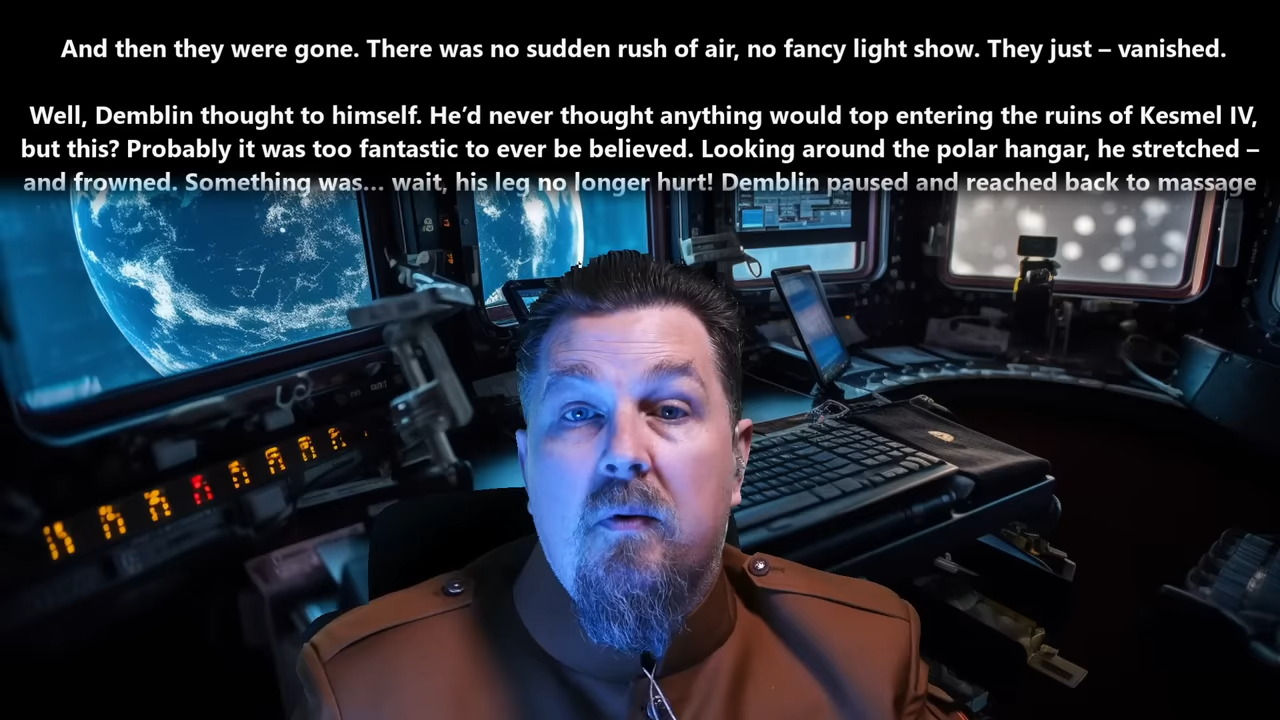 And then they were gone. There was no sudden rush of air, no fancy light show. They just – vanished.
Well, Demblin thought to himself. He’d never thought anything would top entering the ruins of Kesmel IV,
but this? Probably it was too fantastic to ever be believed. Looking around the polar hangar, he stretched –
and frowned. Something was... wait, his leg no longer hurt! Demblin paused and reached back to massage